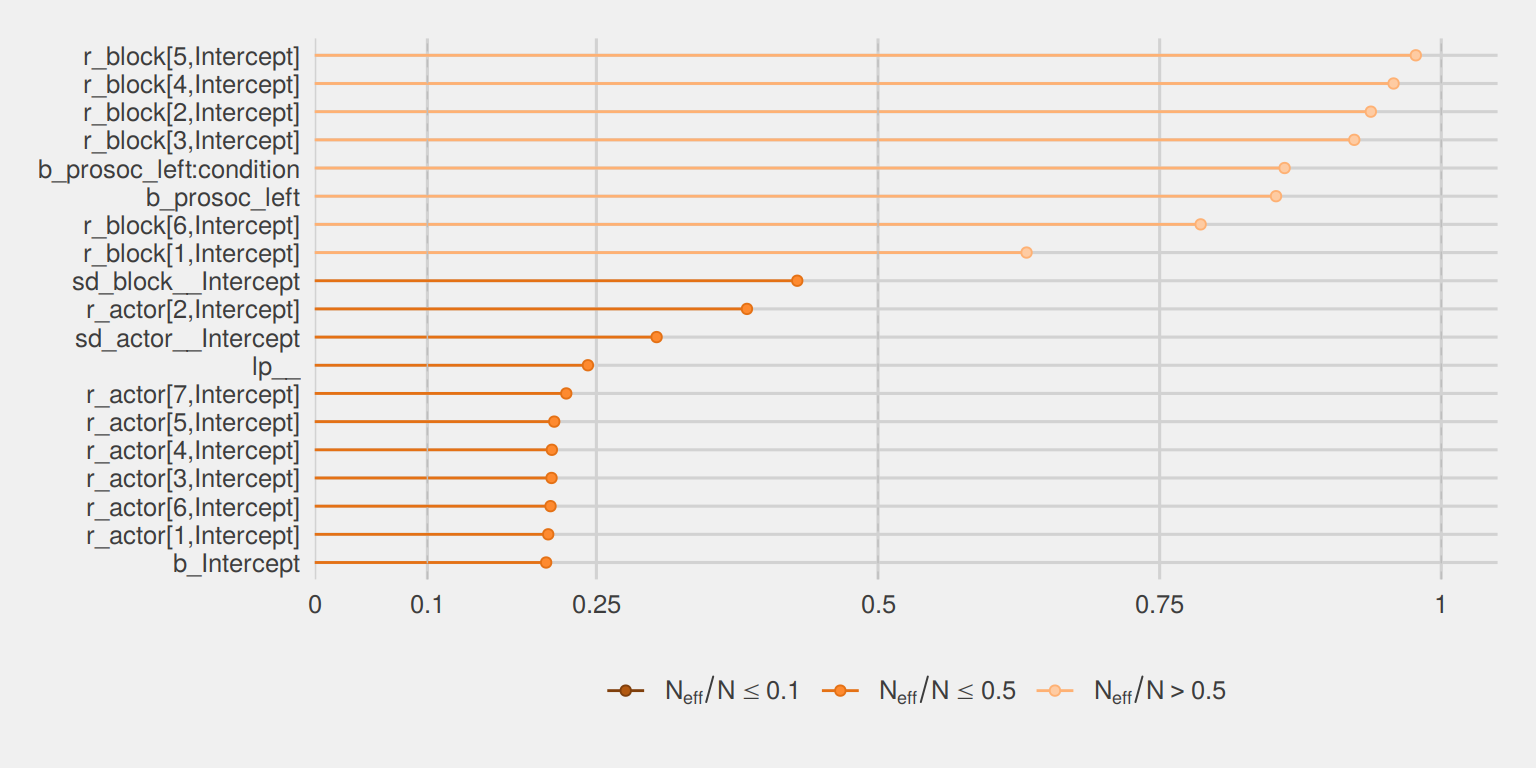 r_block[5,Intercept]
r_block[4,Intercept]
r_block[2,Intercept]
r_block[3,Intercept]
b_prosoc_left:condition
b_prosoc_left
r_block[6,Intercept]
r_block[1,Intercept]
sd_block__Intercept
r_actor[2,Intercept]
sd_actor__Intercept
lp__
r_actor[7,Intercept]
r_actor[5,Intercept]
r_actor[4,Intercept]
r_actor[3,Intercept]
r_actor[6,Intercept]
r_actor[1,Intercept]
b_Intercept
0 0.1 0.25 0.5 0.75 1
Neff/N ≤ 0.1 Neff/N ≤ 0.5 Neff/N > 0.5